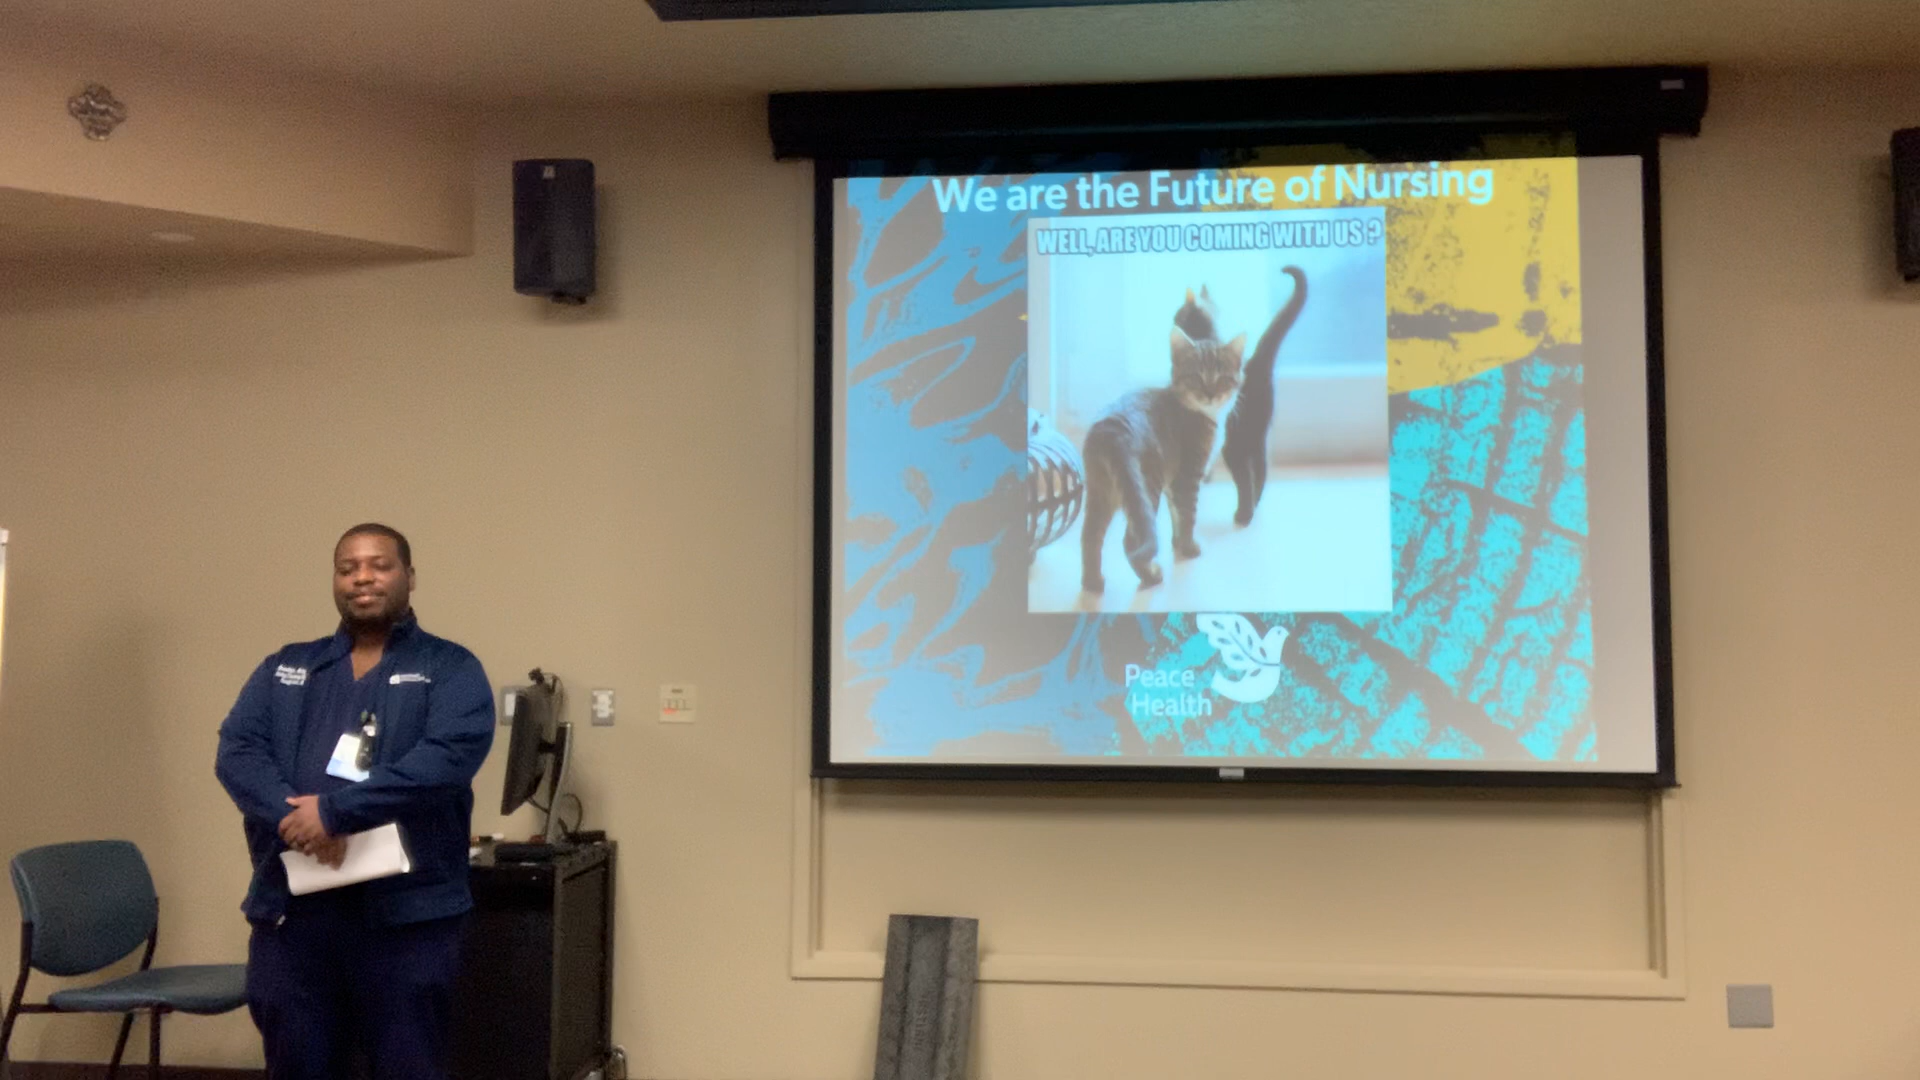 We are the Future of Nursing
WELL, ARE YOU COMING WITH US ?
Peace
Health